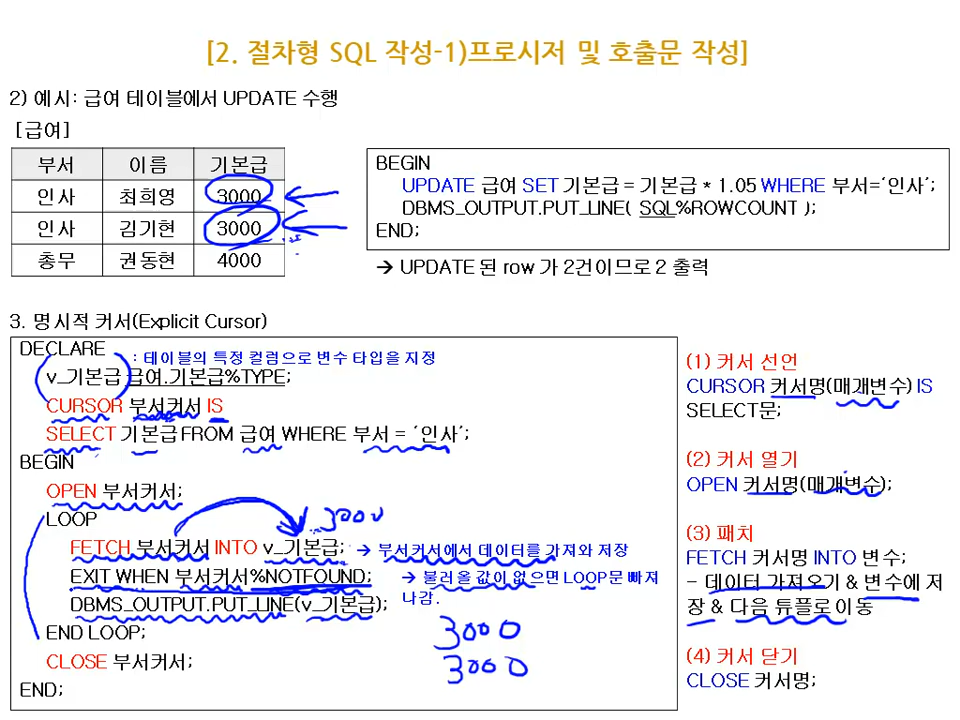 [2. 절차형 SQL 작성-1)프로시저 및 호출문 작성]
2) 예시: 급여 테이블에서 UPDATE 수행
[급여]
부서 이름 기본급
인사 최희영 3000
인사 김기현 3000
총무 권동현 4000
BEGIN
UPDATE 급여 SET 기본급 = 기본급 * 1.05 WHERE 부서=‘인사’;
DBMS_OUTPUT.PUT_LINE( SQL%ROWCOUNT );
END;
→ UPDATE 된 row 가 2건이므로 2 출력
3. 명시적 커서(Explicit Cursor)
DECLARE
: 테이블의 특정 컬럼으로 변수 타입을 지정
v_기본급 급여.기본급%TYPE;
CURSOR 부서커서 IS
SELECT 기본급 FROM 급여 WHERE 부서 = ‘인사’;
BEGIN
OPEN 부서커서;
LOOP
3000
FETCH 부서커서 INTO v_기본급; → 부서커서에서 데이터를 가져와 저장
EXIT WHEN 부서커서%NOTFOUND; → 불러올 값이 없으면 LOOP문 빠져
나감.
DBMS_OUTPUT.PUT_LINE(v_기본급);
3000
END LOOP;
3000
CLOSE 부서커서;
END;
(1) 커서 선언
CURSOR 커서명(매개변수) IS
SELECT문;
(2) 커서 열기
OPEN 커서명(매개변수);
(3) 패치
FETCH 커서명 INTO 변수;
- 데이터 가져오기 & 변수에 저
장 & 다음 튜플로 이동
(4) 커서 닫기
CLOSE 커서명;